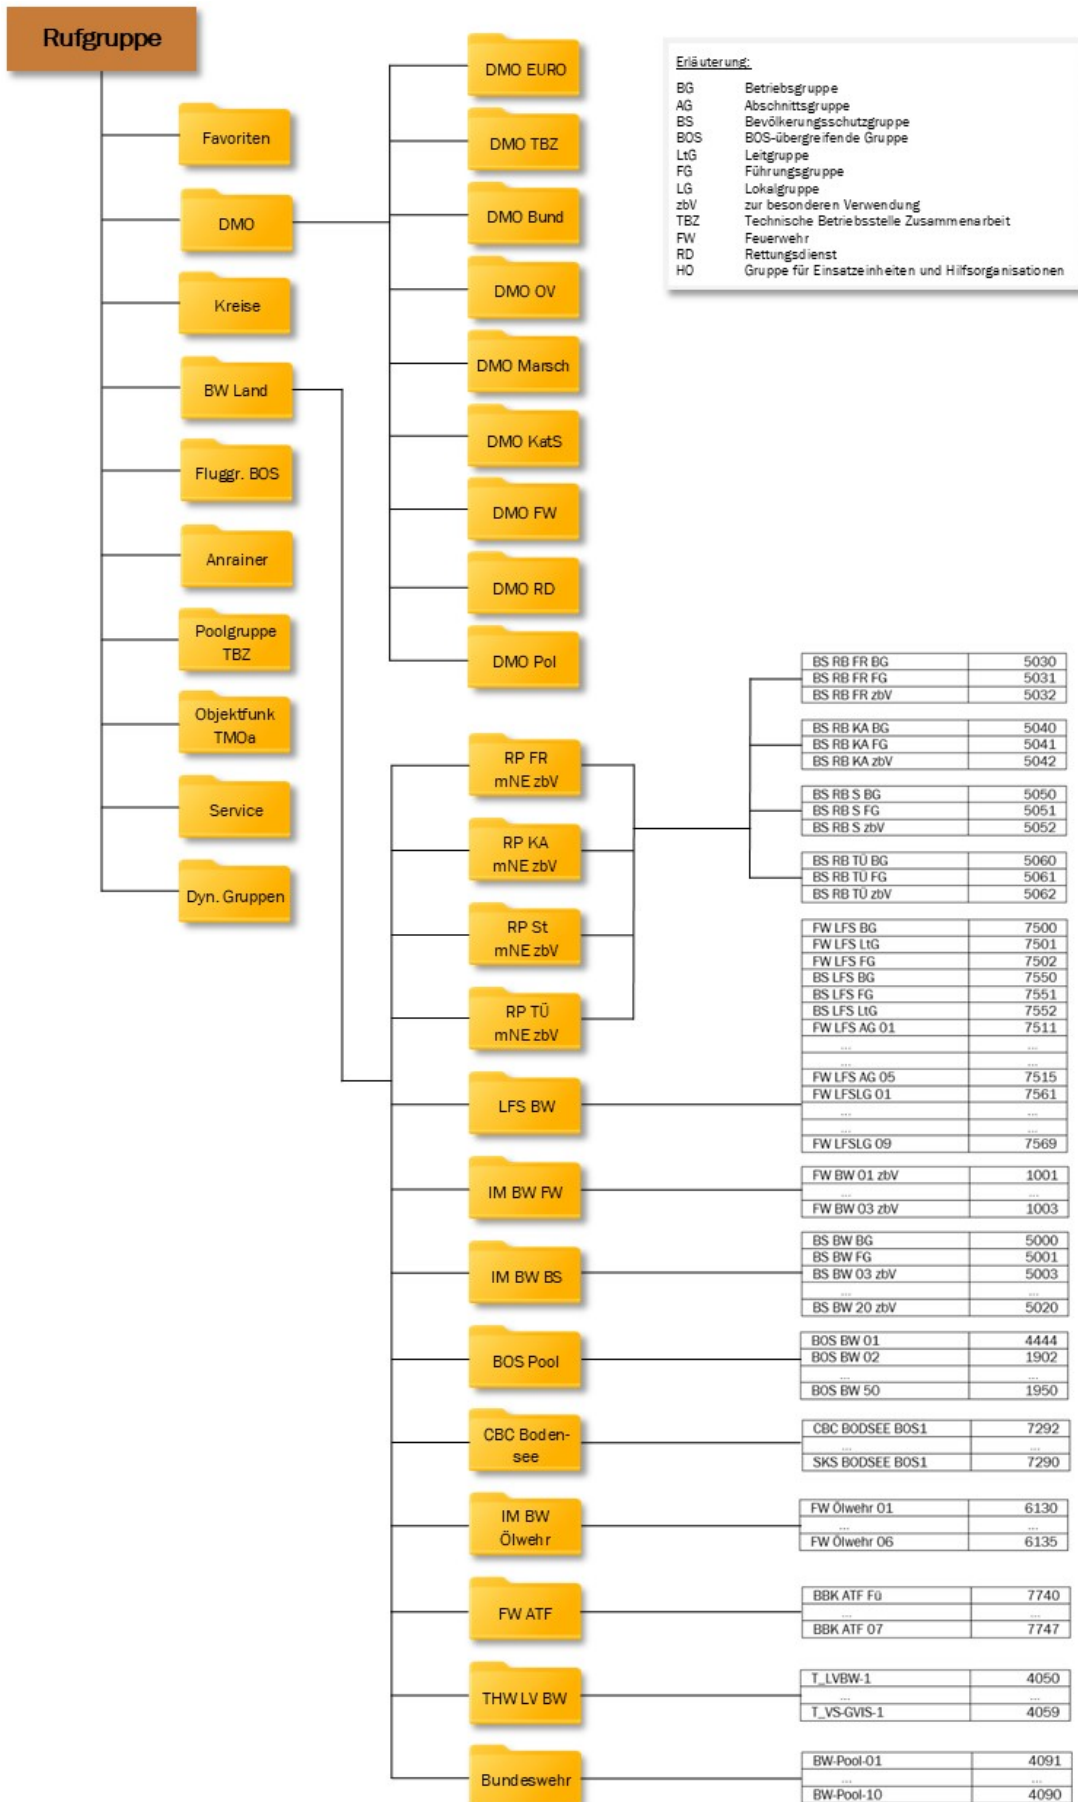 Rufgruppe
Favoriten
DMO
Kreise
BW Land
Fluggr. BOS
Anrainer
Poolgruppe
TBZ
Objektfunk
TMOa
Service
Dyn. Gruppen
DMO EURO
DMO TBZ
DMO Bund
DMO OV
DMO Marsch
DMO KatS
DMO FW
DMO RD
DMO Pol
Erläuterung:
BG Betriebsgruppe
AG Abschnittsgruppe
BS Bevölkerungsschutzgruppe
BOS BOS-übergreifende Gruppe
LtG Leitgruppe
FG Führungsgruppe
LG Lokalgruppe
zbV zur besonderen Verwendung
TBZ Technische Betriebsstelle Zusammenarbeit
FW Feuerwehr
RD Rettungsdienst
HO Gruppe für Einsatzeinheiten und Hilfsorganisationen
RP FR
mNE zbV
RP KA
mNE zbV
RP St
mNE zbV
RP TÜ
mNE zbV
LFS BW
IM BW FW
IM BW BS
BOS Pool
CBC Boden-
see
IM BW
Ölwehr
FW ATF
THW LV BW
Bundeswehr
BS RB FR BG 5030
BS RB FR FG 5031
BS RB FR zbV 5032
BS RB KA BG 5040
BS RB KA FG 5041
BS RB KA zbV 5042
BS RB S BG 5050
BS RB S FG 5051
BS RB S zbV 5052
BS RB TÜ BG 5060
BS RB TÜ FG 5061
BS RB TÜ zbV 5062
FW LFS BG 7500
FW LFS LtG 7501
FW LFS FG 7502
BS LFS BG 7550
BS LFS FG 7551
BS LFS LtG 7552
FW LFS AG 01 7511
... ...
... ...
FW LFS AG 05 7515
FW LFSLG 01 7561
... ...
... ...
FW LFSLG 09 7569
FW BW 01 zbV 1001
... ...
FW BW 03 zbV 1003
BS BW BG 5000
BS BW FG 5001
BS BW 03 zbV 5003
... ...
BS BW 20 zbV 5020
BOS BW 01 4444
BOS BW 02 1902
... ...
BOS BW 50 1950
CBC BODSEE BOS1 7292
... ...
SKS BODSEE BOS1 7290
FW Ölwehr 01 6130
... ...
FW Ölwehr 06 6135
BBK ATF Fü 7740
... ...
BBK ATF 07 7747
T_LVBW-1 4050
... ...
T_VS-GVIS-1 4059
BW-Pool-01 4091
... ...
BW-Pool-10 4090